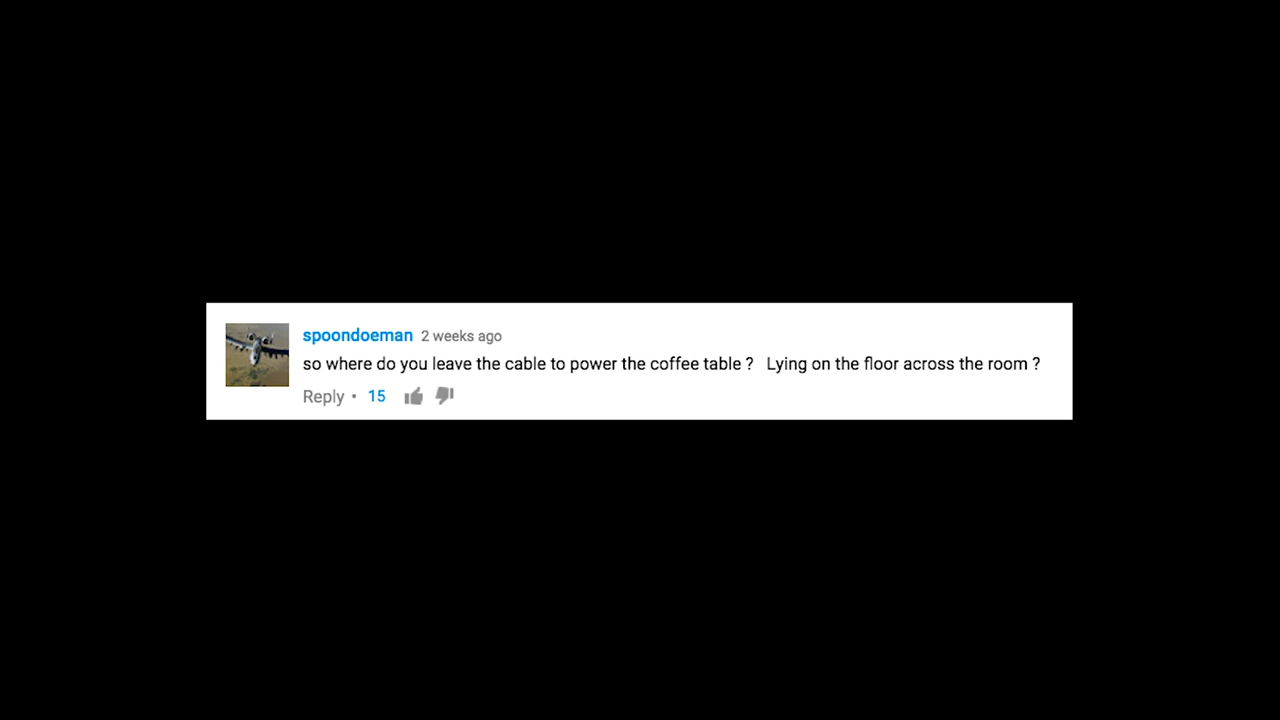 spoondoeman 2 weeks ago
so where do you leave the cable to power the coffee table ?   Lying on the floor across the room ?
Reply • 15